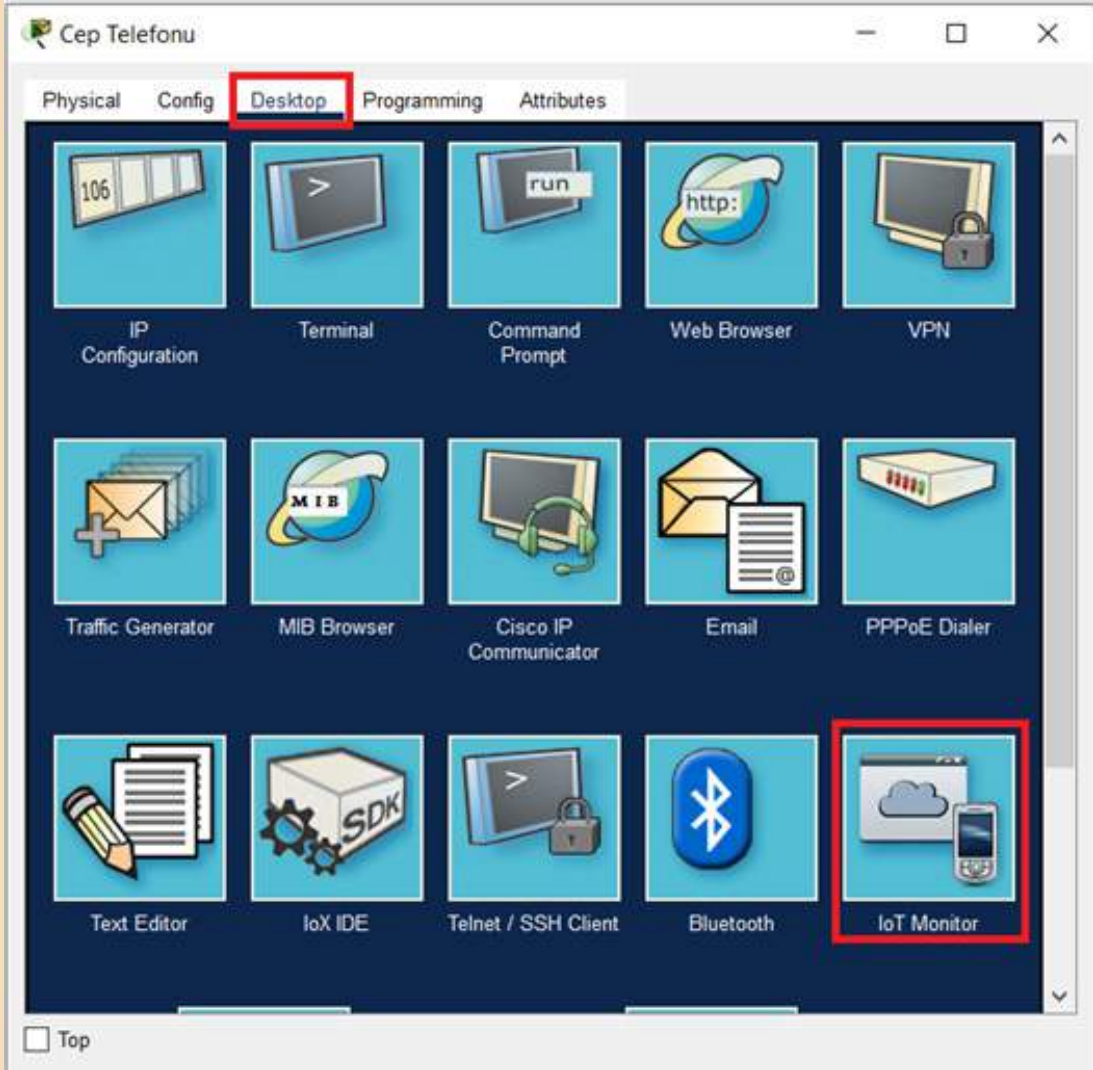 Cep Telefonu
Physical Config Desktop Programming Attributes
106
>
run
http:
IP
Configuration
Terminal
Command
Prompt
Web Browser
VPN
MIB
@
Traffic Generator
MIB Browser
Cisco IP
Communicator
Email
PPPoE Dialer
SDK
>
Text Editor
IoX IDE
Telnet / SSH Client
Bluetooth
IoT Monitor
Top